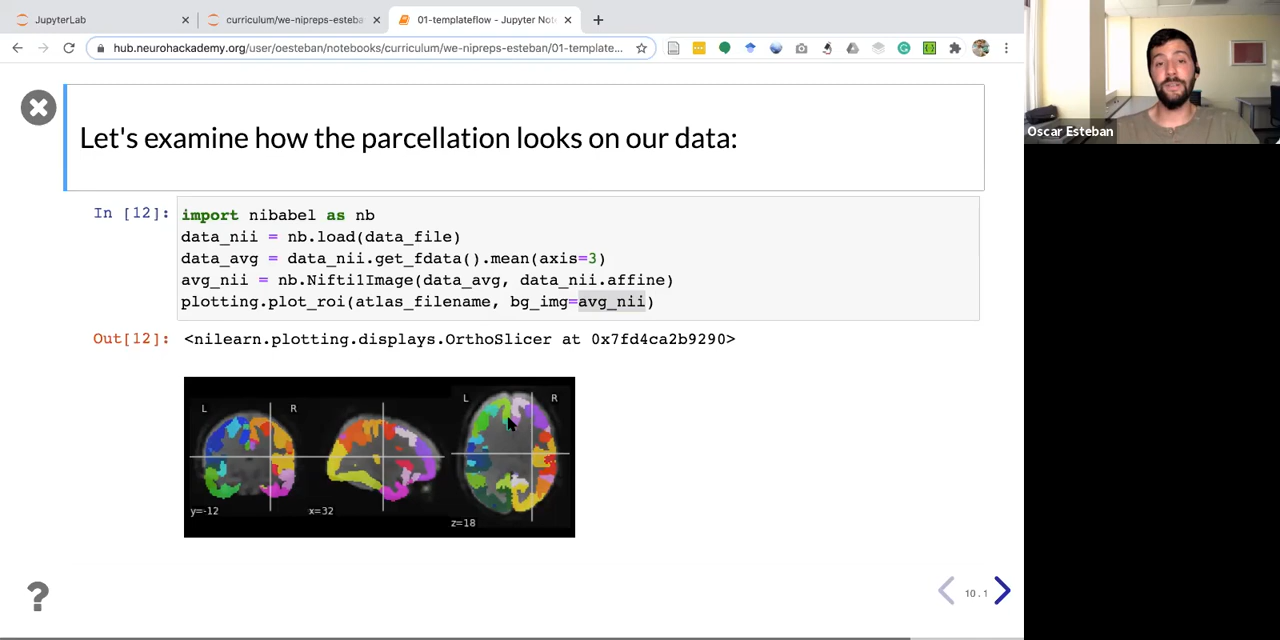 JupyterLab
curriculum/we-nipreps-esteba
01-templateflow - Jupyter Not
hub.neurohackademy.org/user/oesteban/notebooks/curriculum/we-nipreps-esteban/01-template...
Oscar Esteban
Let's examine how the parcellation looks on our data:
In [12]:
import nibabel as nb
data_nii = nb.load(data_file)
data_avg = data_nii.get_fdata().mean(axis=3)
avg_nii = nb.Nifti1Image(data_avg, data_nii.affine)
plotting.plot_roi(atlas_filename, bg_img=avg_nii)
Out[12]: <nilearn.plotting.displays.OrthoSlicer at 0x7fd4ca2b9290>
L R
L R
y=-12
x=32
z=18
?
10.1